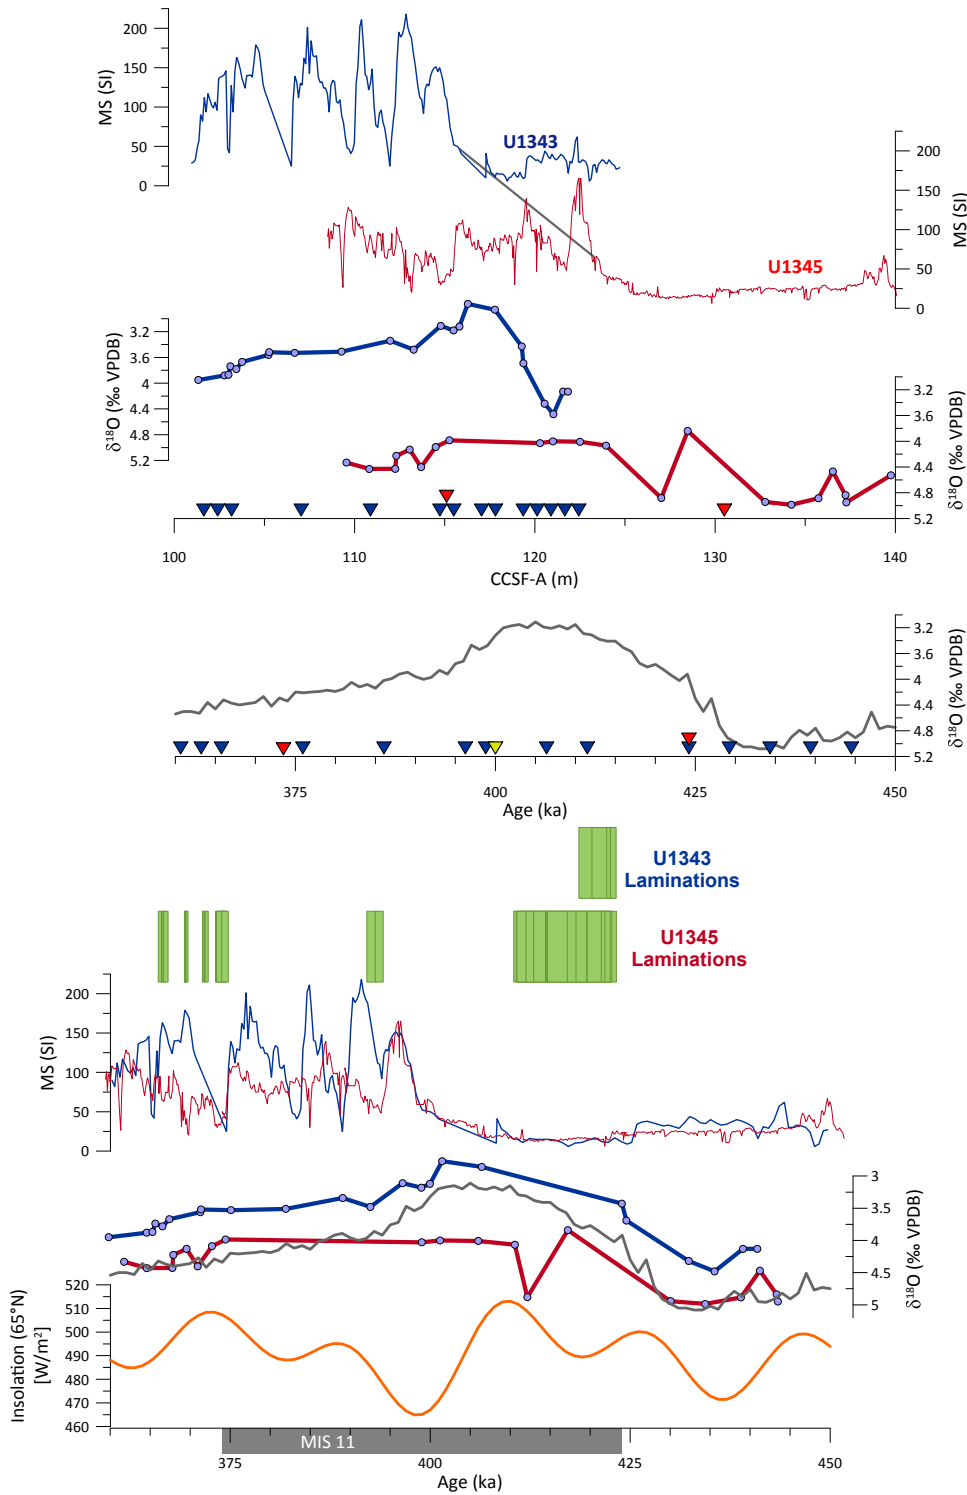 200
150
100
50
0
MS (SI)
U1343
200
150
100
50
0
MS (SI)
U1345
3.2
3.6
4
4.4
4.8
5.2
δ¹⁸O (‰ VPDB)
3.2
3.6
4
4.4
4.8
5.2
δ¹⁸O (‰ VPDB)
100 110 120 130 140
CCSF-A (m)
3.2
3.6
4
4.4
4.8
5.2
δ¹⁸O (‰ VPDB)
375 400 425 450
Age (ka)
U1343
Laminations
U1345
Laminations
200
150
100
50
0
MS (SI)
3
3.5
4
4.5
5
δ¹⁸O (‰ VPDB)
520
510
500
490
480
470
460
Insolation (65°N)
[W/m²]
MIS 11
375 400 425 450
Age (ka)